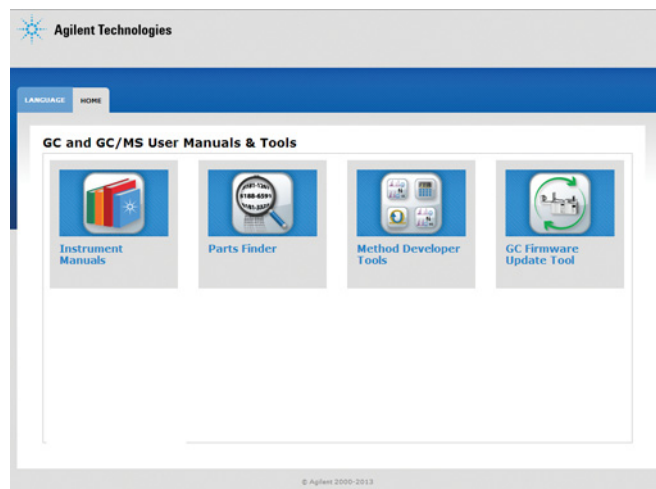 Agilent Technologies
LANGUAGE HOME
GC and GC/MS User Manuals & Tools
Instrument
Manuals
Parts Finder
Method Developer
Tools
GC Firmware
Update Tool
© Agilent 2000-2013